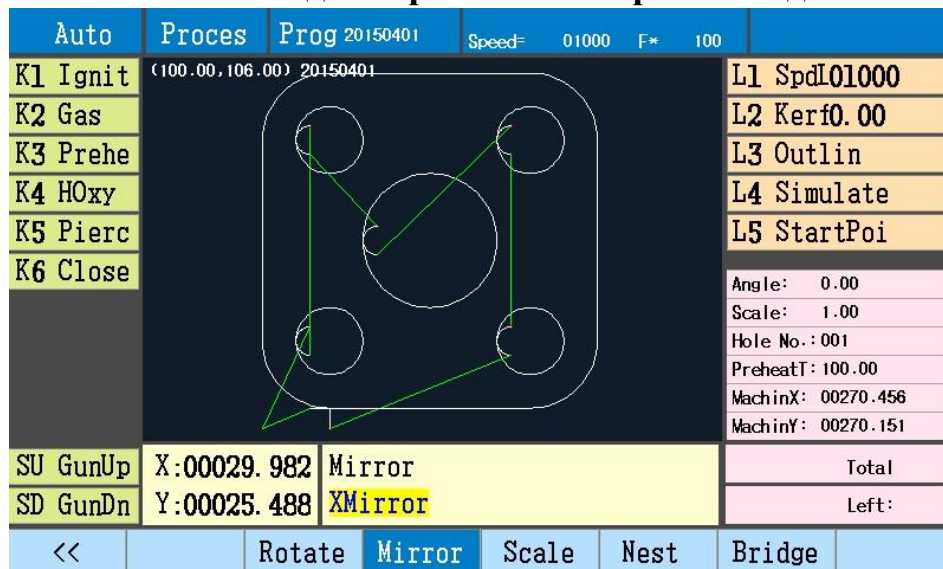 Auto Proces Prog 20150401 Speed= 01000 F* 100
K1 Ignit
K2 Gas
K3 Prehe
K4 HOxy
K5 Pierc
K6 Close
(100.00,106.00) 20150401
L1 SpdL01000
L2 Kerf0.00
L3 Outlin
L4 Simulate
L5 StartPoi
Angle: 0.00
Scale: 1.00
Hole No.:001
PreheatT:100.00
MachinX: 00270.456
MachinY: 00270.151
SU GunUp
SD GunDn
X:00029.982
Y:00025.488
Mirror
XMirror
Total
Left:
<< Rotate Mirror Scale Nest Bridge